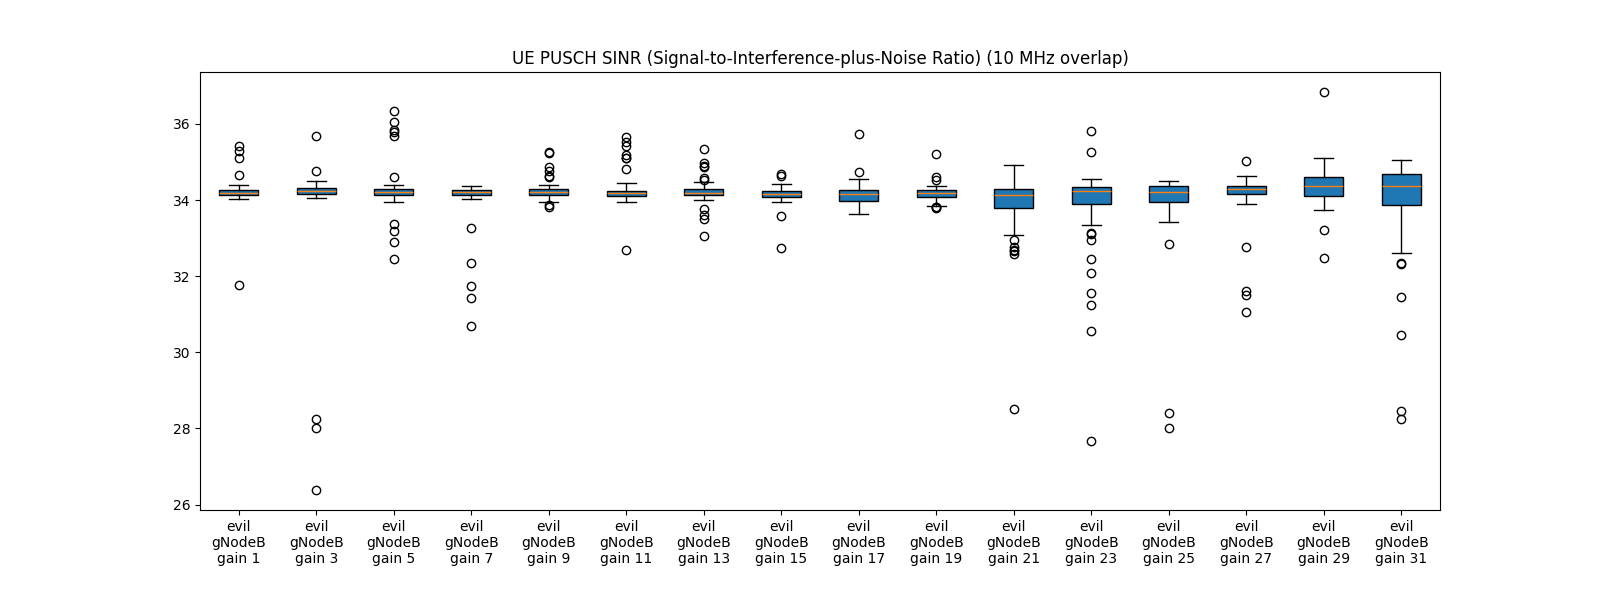 UE PUSCH SINR (Signal-to-Interference-plus-Noise Ratio) (10 MHz overlap)
36
34
32
30
28
26
evil evil evil evil evil evil evil evil evil evil evil evil evil evil evil evil
gNodeB gNodeB gNodeB gNodeB gNodeB gNodeB gNodeB gNodeB gNodeB gNodeB gNodeB gNodeB gNodeB gNodeB gNodeB gNodeB
gain 1 gain 3 gain 5 gain 7 gain 9 gain 11 gain 13 gain 15 gain 17 gain 19 gain 21 gain 23 gain 25 gain 27 gain 29 gain 31